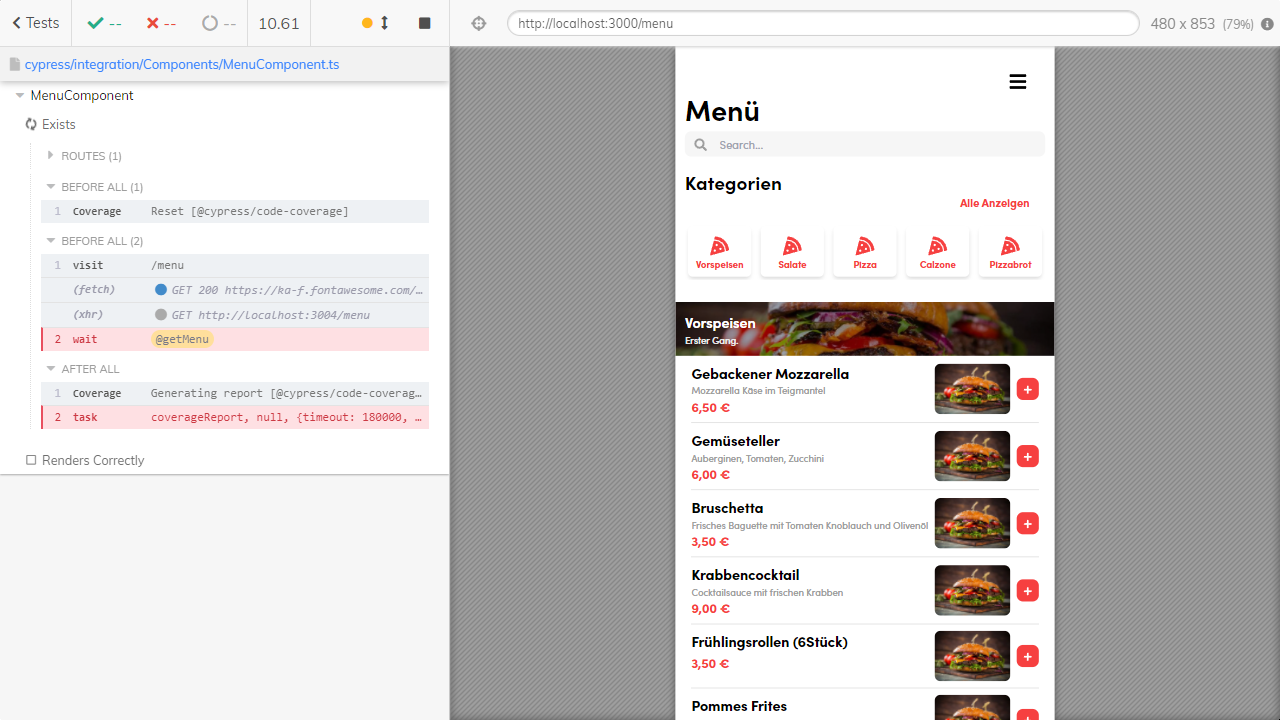 Tests
--
--
--
10.61
http://localhost:3000/menu
480 x 853 (79%)
cypress/integration/Components/MenuComponent.ts
MenuComponent
Exists
ROUTES (1)
BEFORE ALL (1)
1 Coverage Reset [@cypress/code-coverage]
BEFORE ALL (2)
1 visit /menu
(fetch) GET 200 https://ka-f.fontawesome.com/…
(xhr) GET http://localhost:3004/menu
2 wait @getMenu
AFTER ALL
1 Coverage Generating report [@cypress/code-coverag…
2 task coverageReport, null, {timeout: 180000, …
Renders Correctly
Menü
Search...
Kategorien
Alle Anzeigen
Vorspeisen Salate Pizza Calzone Pizzabrot
Vorspeisen
Erster Gang.
Gebackener Mozzarella
Mozzarella Käse im Teigmantel
6,50 €
Gemüseteller
Auberginen, Tomaten, Zucchini
6,00 €
Bruschetta
Frisches Baguette mit Tomaten Knoblauch und Olivenöl
3,50 €
Krabbencocktail
Cocktailsauce mit frischen Krabben
9,00 €
Frühlingsrollen (6Stück)
3,50 €
Pommes Frites